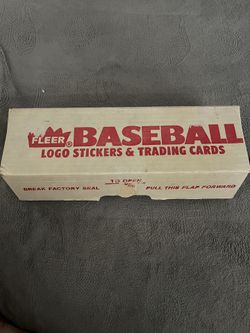 FLEER BASEBALL
LOGO STICKERS & TRADING CARDS
TO OPEN
BREAK FACTORY SEAL PULL THIS FLAP FORWARD